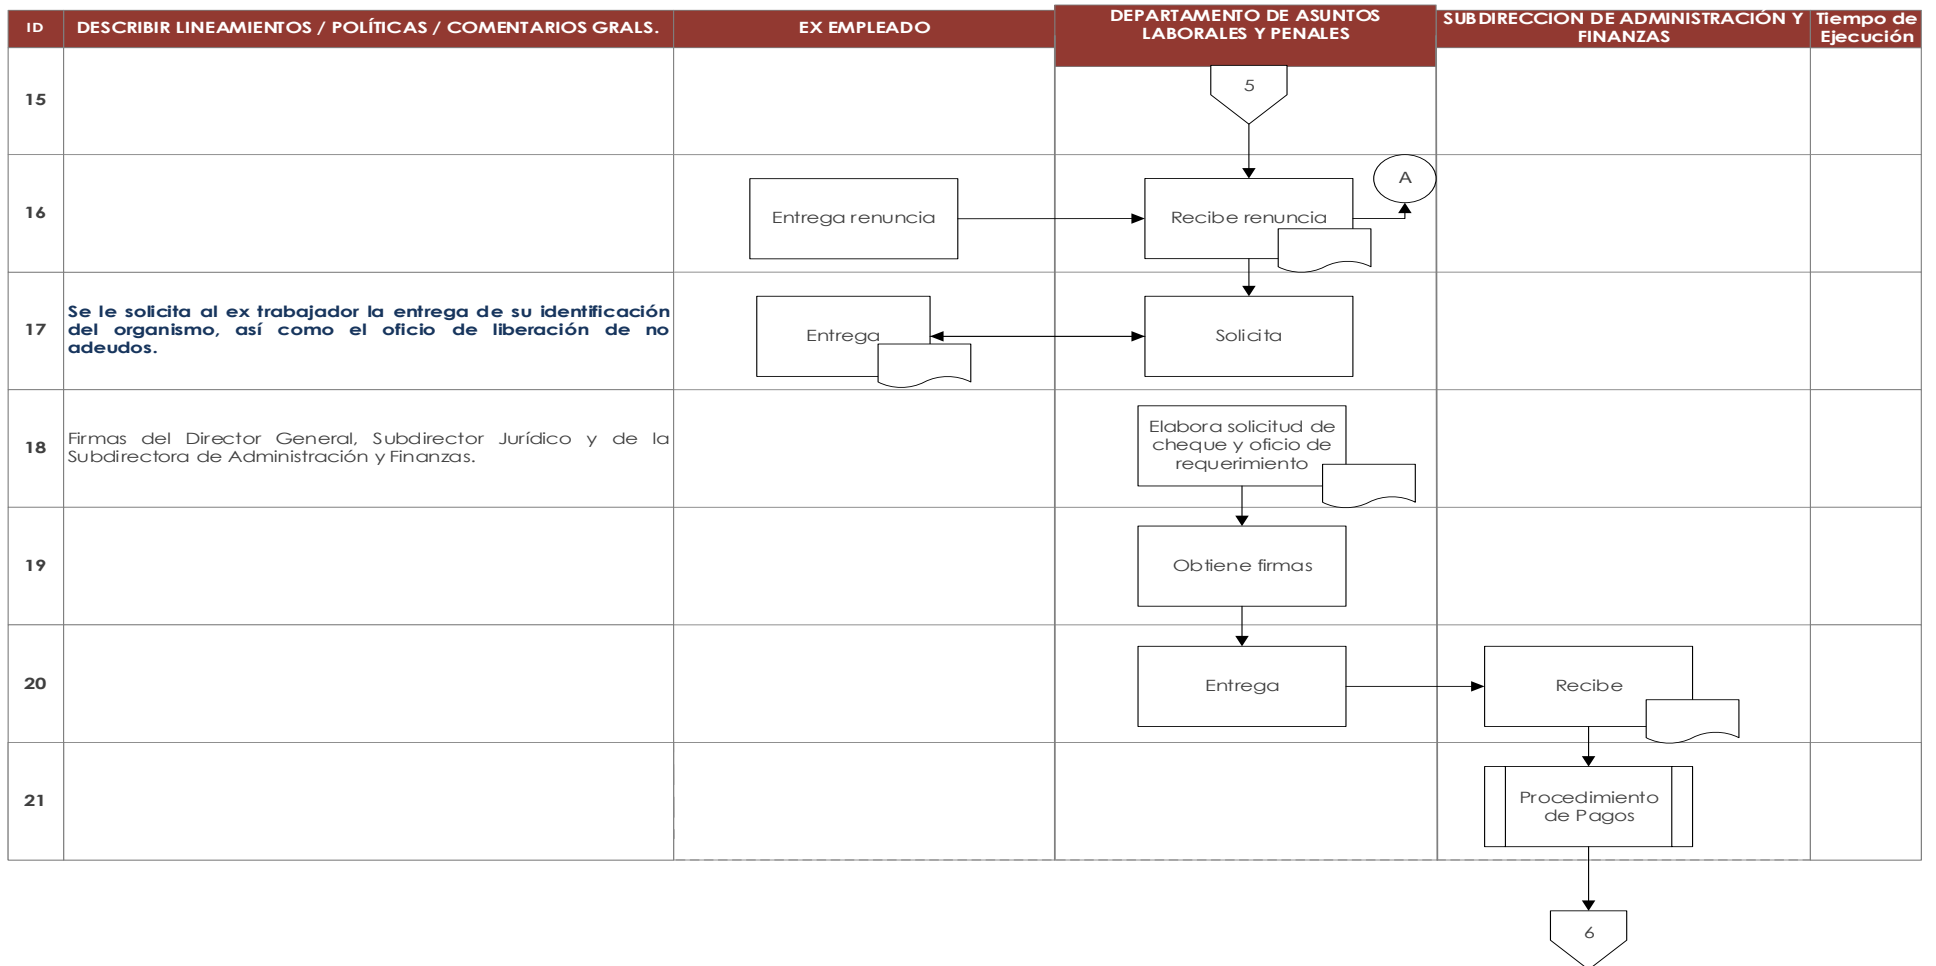 ID
DESCRIBIR LINEAMIENTOS / POLÍTICAS / COMENTARIOS GRALS.
EX EMPLEADO
DEPARTAMENTO DE ASUNTOS
LABORALES Y PENALES
SUBDIRECCION DE ADMINISTRACIÓN Y
FINANZAS
Tiempo de
Ejecución
15
5
16
Entrega renuncia
Recibe renuncia
A
17
Se le solicita al ex trabajador la entrega de su identificación
del organismo, así como el oficio de liberación de no
adeudos.
Entrega
Solicita
18
Firmas del Director General, Subdirector Jurídico y de la
Subdirectora de Administración y Finanzas.
Elabora solicitud de
cheque y oficio de
requerimiento
19
Obtiene firmas
20
Entrega
Recibe
21
Procedimiento
de Pagos
6